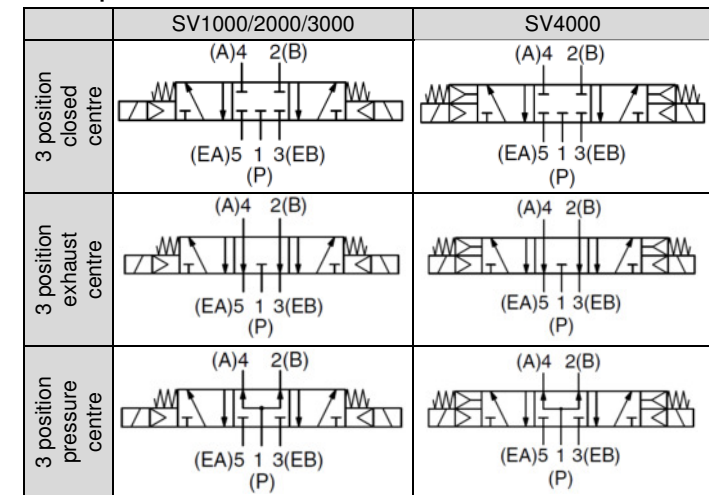 SV1000/2000/3000
SV4000
3 position
closed
centre
(A)4 2(B)
(EA)5 1 3(EB)
(P)
(A)4 2(B)
(EA)5 1 3(EB)
(P)
3 position
exhaust
centre
(A)4 2(B)
(EA)5 1 3(EB)
(P)
(A)4 2(B)
(EA)5 1 3(EB)
(P)
3 position
pressure
centre
(A)4 2(B)
(EA)5 1 3(EB)
(P)
(A)4 2(B)
(EA)5 1 3(EB)
(P)